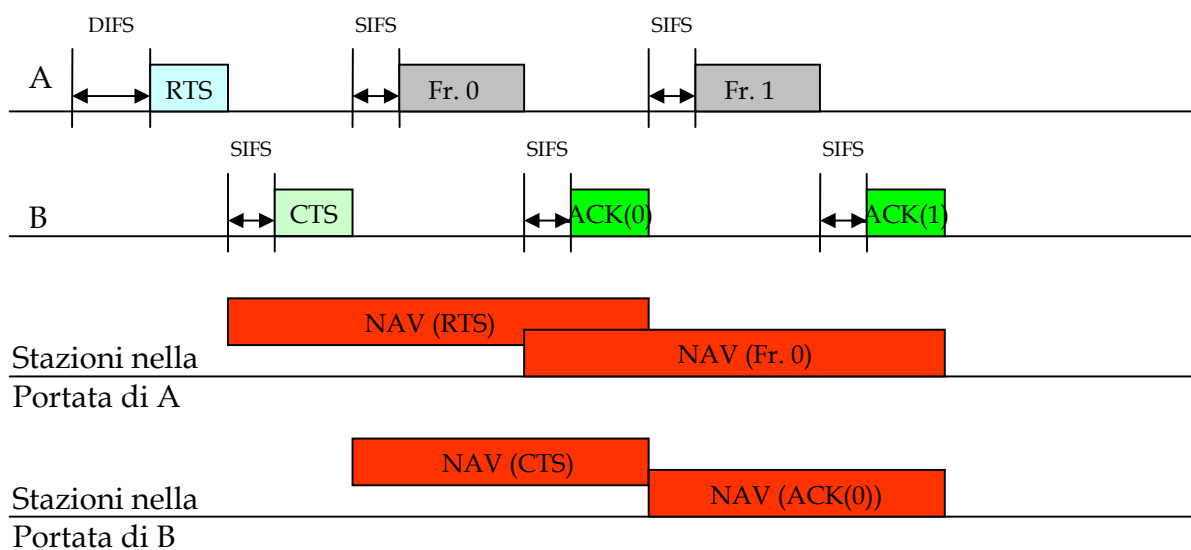 DIFS SIFS SIFS
A RTS Fr. 0 Fr. 1
SIFS SIFS SIFS
B CTS ACK(0) ACK(1)
NAV (RTS)
NAV (Fr. 0)
Stazioni nella
Portata di A
NAV (CTS)
NAV (ACK(0))
Stazioni nella
Portata di B